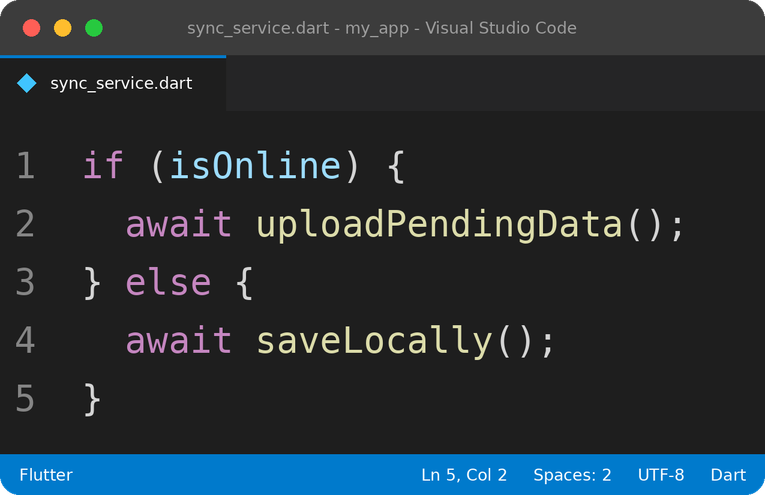 sync_service.dart - my_app - Visual Studio Code
sync_service.dart
1 if (isOnline) {
2   await uploadPendingData();
3 } else {
4   await saveLocally();
5 }
Flutter Ln 5, Col 2 Spaces: 2 UTF-8 Dart